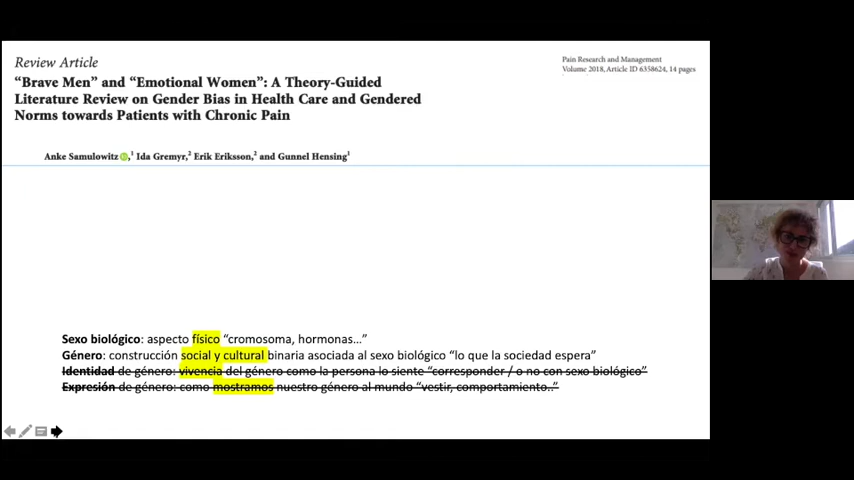 Review Article
Pain Research and Management
Volume 2018, Article ID 6358624, 14 pages
“Brave Men” and “Emotional Women”: A Theory-Guided
Literature Review on Gender Bias in Health Care and Gendered
Norms towards Patients with Chronic Pain
Anke Samulowitz ,1 Ida Gremyr,2 Erik Eriksson,2 and Gunnel Hensing1
Sexo biológico: aspecto físico “cromosoma, hormonas…”
Género: construcción social y cultural binaria asociada al sexo biológico “lo que la sociedad espera”
Identidad de género: vivencia del género como la persona lo siente “corresponder / o no con sexo biológico”
Expresión de género: como mostramos nuestro género al mundo “vestir, comportamiento..”